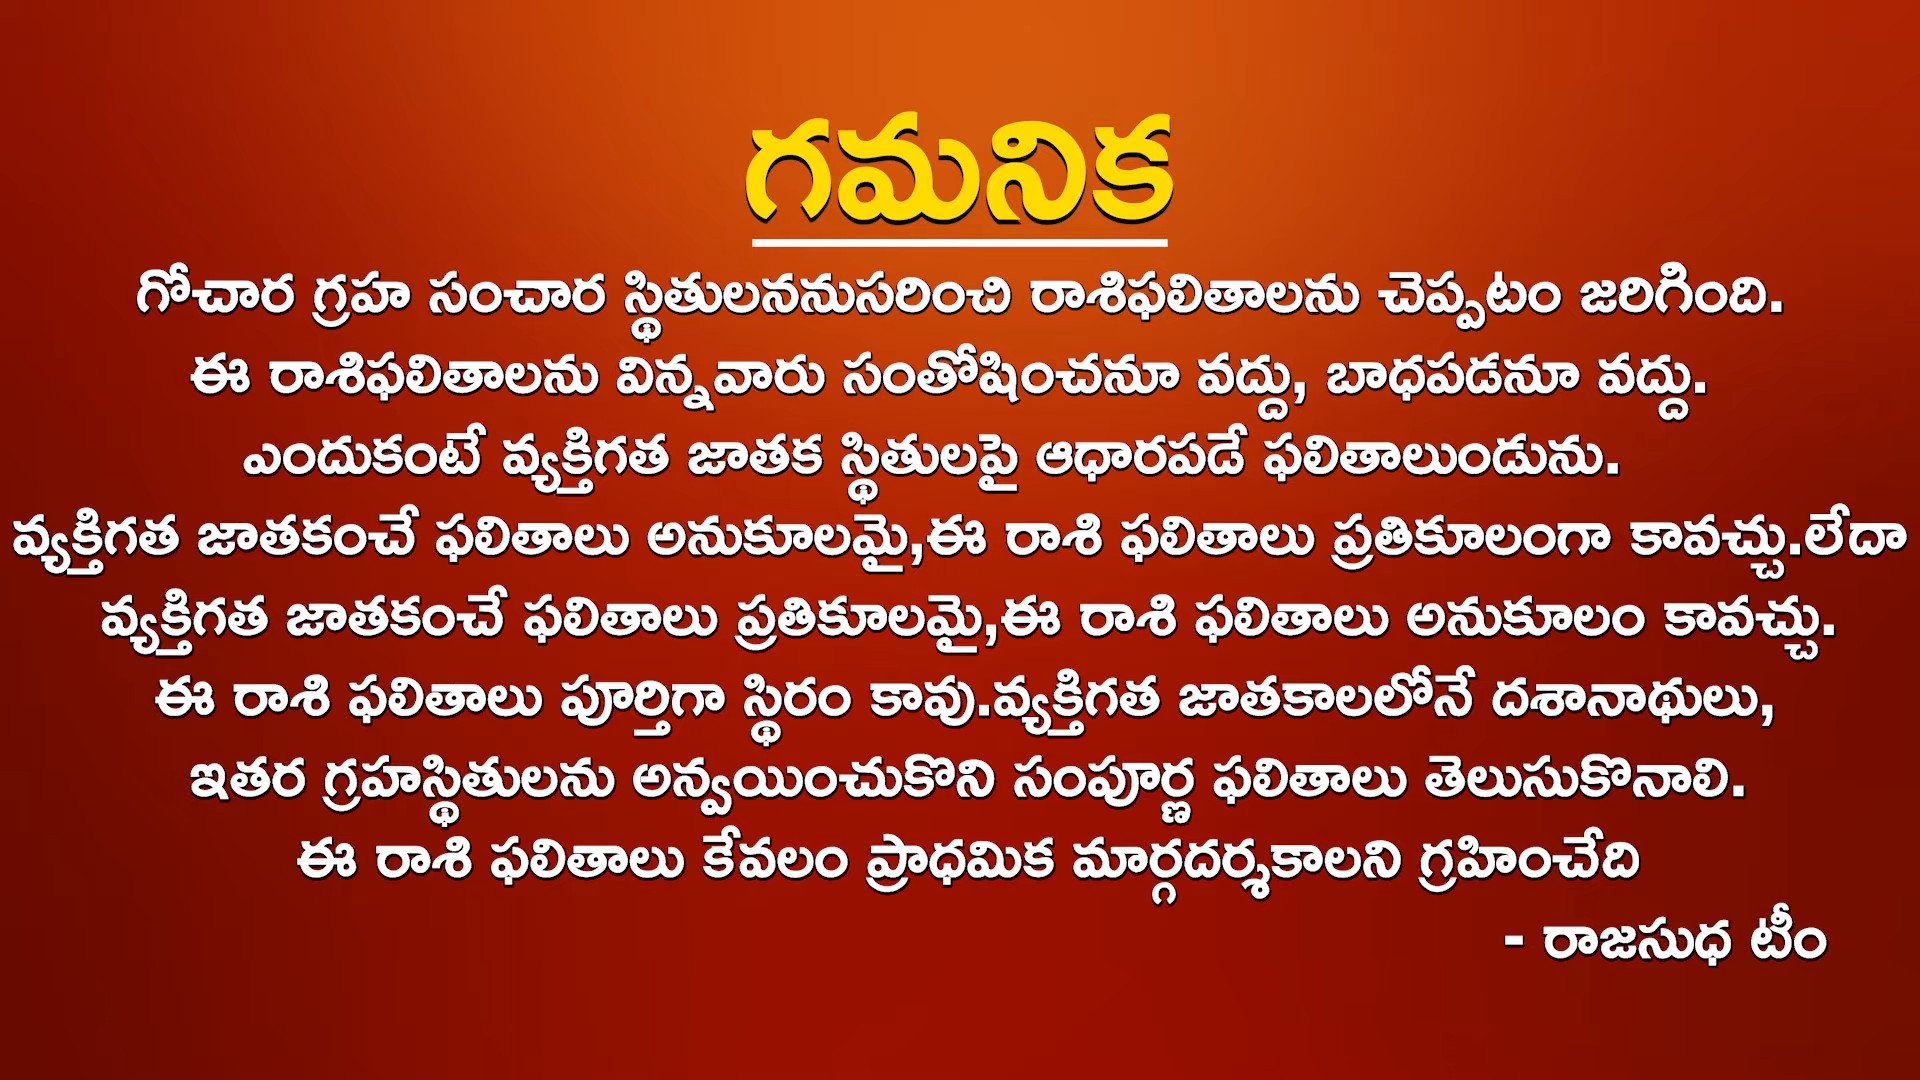 గమనిక
గోచార గ్రహ సంచార స్థితులననుసరించి రాశిఫలితాలను చెప్పటం జరిగింది.
ఈ రాశిఫలితాలను విన్నవారు సంతోషించనూ వద్దు, బాధపడనూ వద్దు.
ఎందుకంటే వ్యక్తిగత జాతక స్థితులపై ఆధారపడే ఫలితాలుండును.
వ్యక్తిగత జాతకంచే ఫలితాలు అనుకూలమై,ఈ రాశి ఫలితాలు ప్రతికూలంగా కావచ్చు.లేదా
వ్యక్తిగత జాతకంచే ఫలితాలు ప్రతికూలమై,ఈ రాశి ఫలితాలు అనుకూలం కావచ్చు.
ఈ రాశి ఫలితాలు పూర్తిగా స్థిరం కావు.వ్యక్తిగత జాతకాలలోనే దశానాథులు,
ఇతర గ్రహస్థితులను అన్వయించుకొని సంపూర్ణ ఫలితాలు తెలుసుకొనాలి.
ఈ రాశి ఫలితాలు కేవలం ప్రాధమిక మార్గదర్శకాలని గ్రహించేది
- రాజసుధ టీం